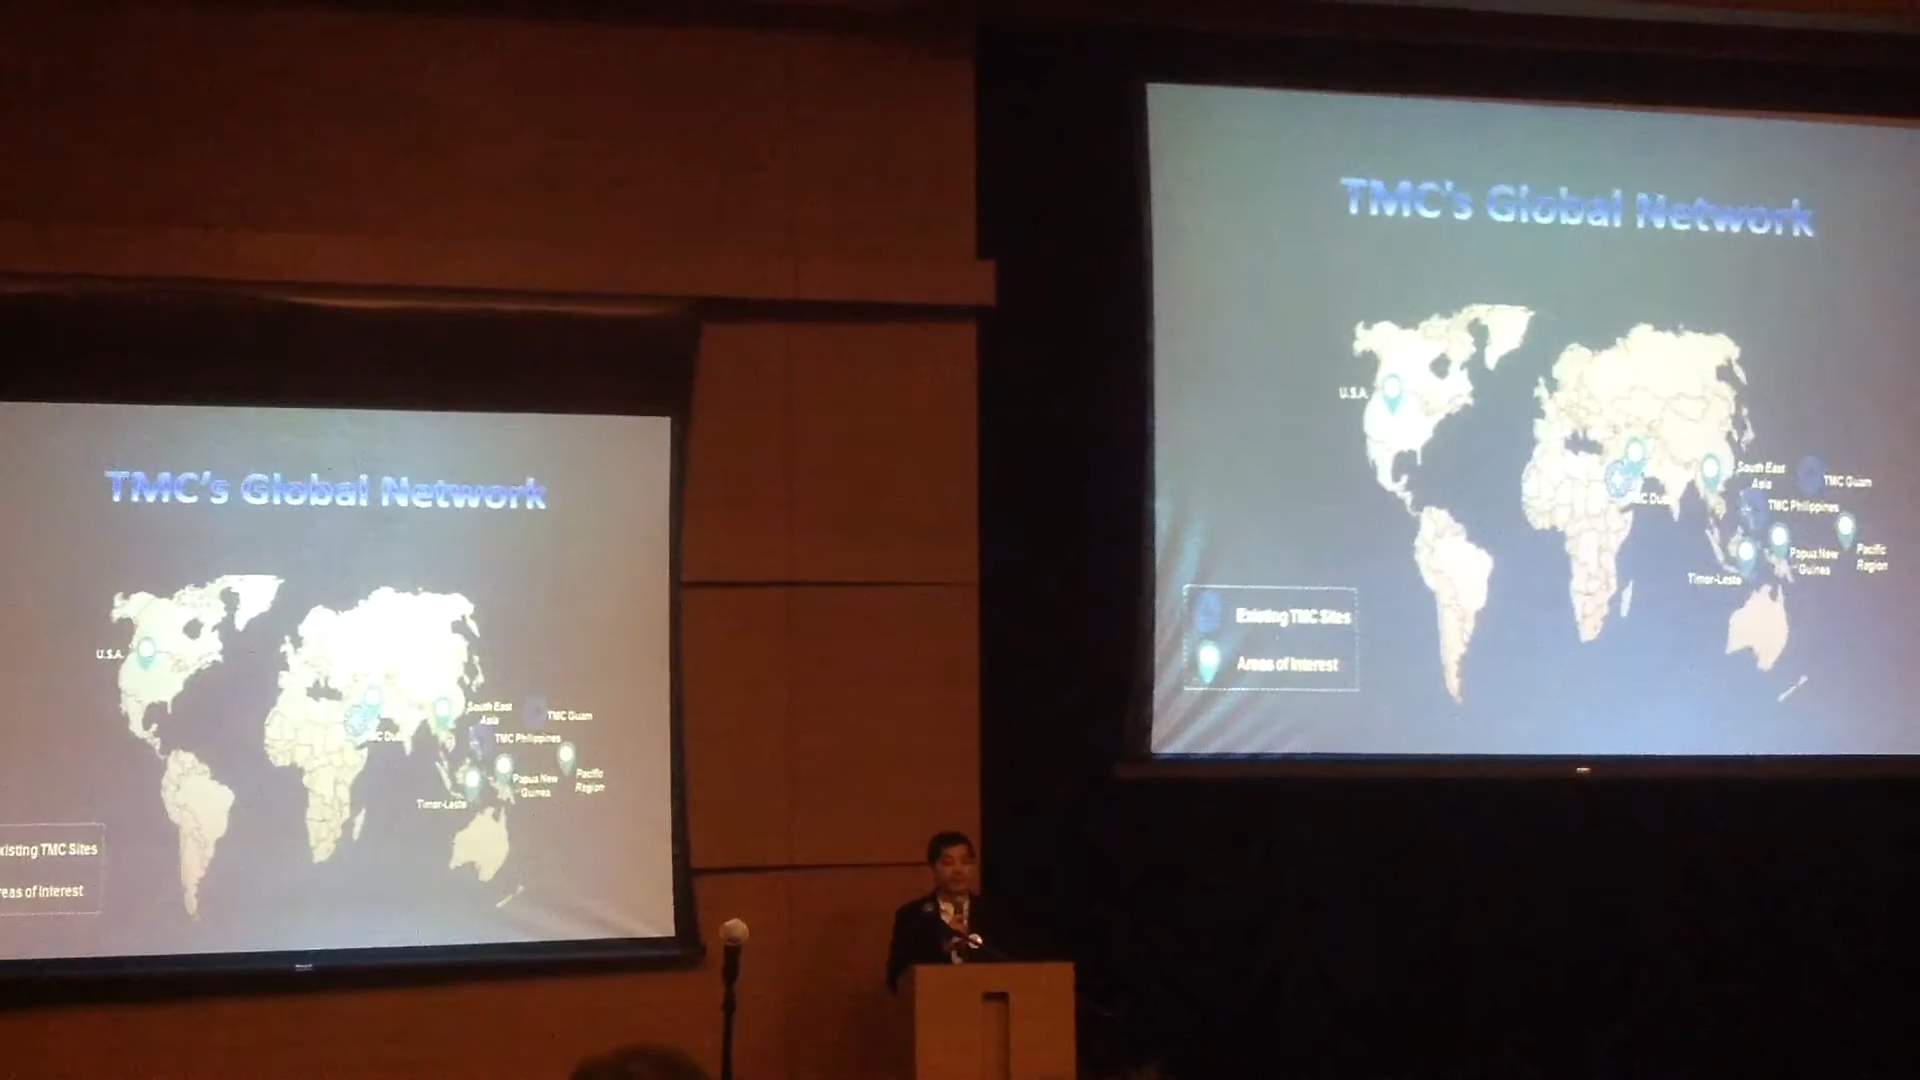 TMC's Global Network
U.S.A.
South East
Asia
TMC Guam
TMC Philippines
Papua New
Guinea
Pacific
Region
Timor-Leste
xisting TMC Sites
reas of Interest
TMC's Global Network
U.S.A.
South East
Asia
TMC Guam
TMC Philippines
Papua New
Guinea
Pacific
Region
Timor-Leste
Existing TMC Sites
Areas of Interest